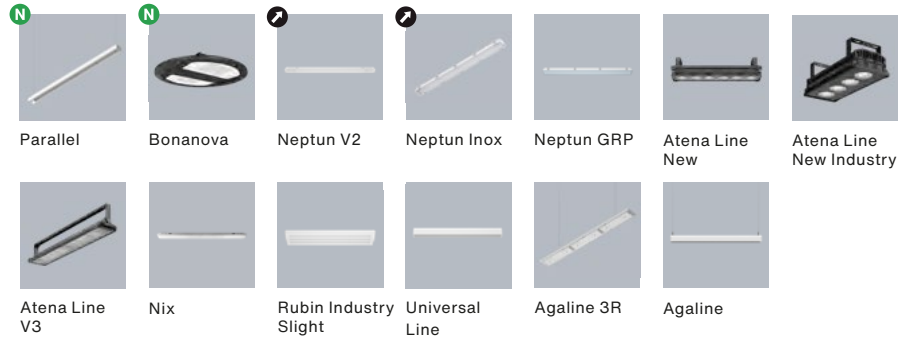 N
N
Parallel
Bonanova
Neptun V2
Neptun Inox
Neptun GRP
Atena Line
New
Atena Line
New Industry
Atena Line
V3
Nix
Rubin Industry
Slight
Universal
Line
Agaline 3R
Agaline